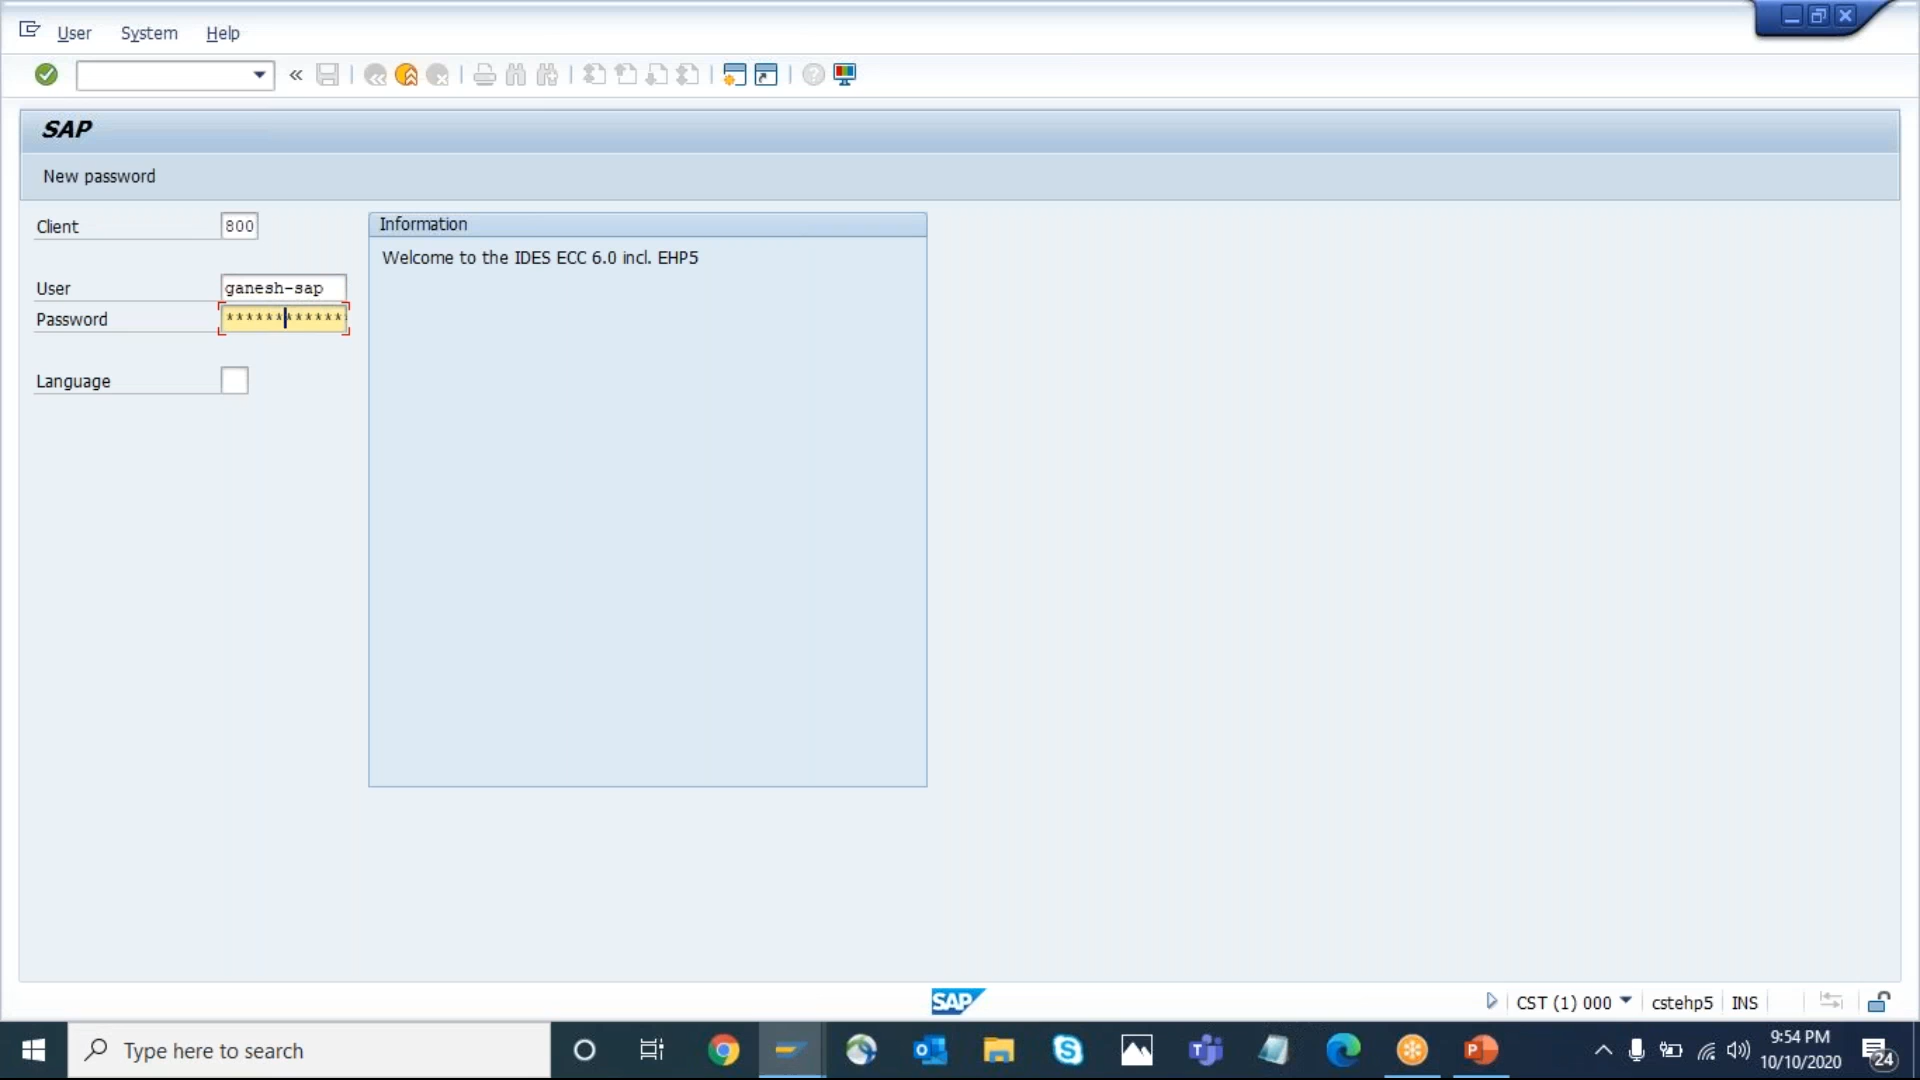 User System Help
SAP
New password
Client 800
Information
Welcome to the IDES ECC 6.0 incl. EHP5
User ganesh-sap
Password ************
Language
SAP
CST (1) 000 cstehp5 INS
Type here to search
9:54 PM
10/10/2020
24